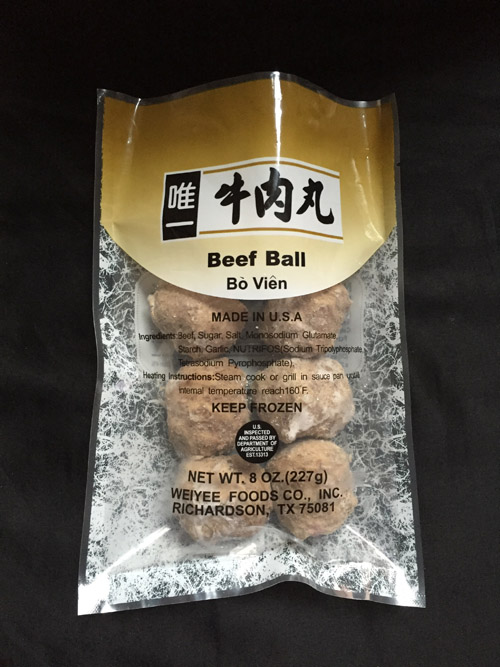 唯一
牛肉丸
Beef Ball
Bò Viên
MADE IN U.S.A
Ingredients:Beef, Sugar, Salt, Monosodium Glutamate,
Starch, Garlic, NUTRIFOS(Sodium Tripolyphosphate,
Tetrasodium Pyrophosphate),
Heating Instructions:Steam cook or grill in sauce pan until
internal temperature reach160˚F.
KEEP FROZEN
U.S.
INSPECTED
AND PASSED BY
DEPARTMENT OF
AGRICULTURE
EST.13313
NET WT. 8 OZ.(227g)
WEIYEE FOODS CO., INC.
RICHARDSON, TX 75081